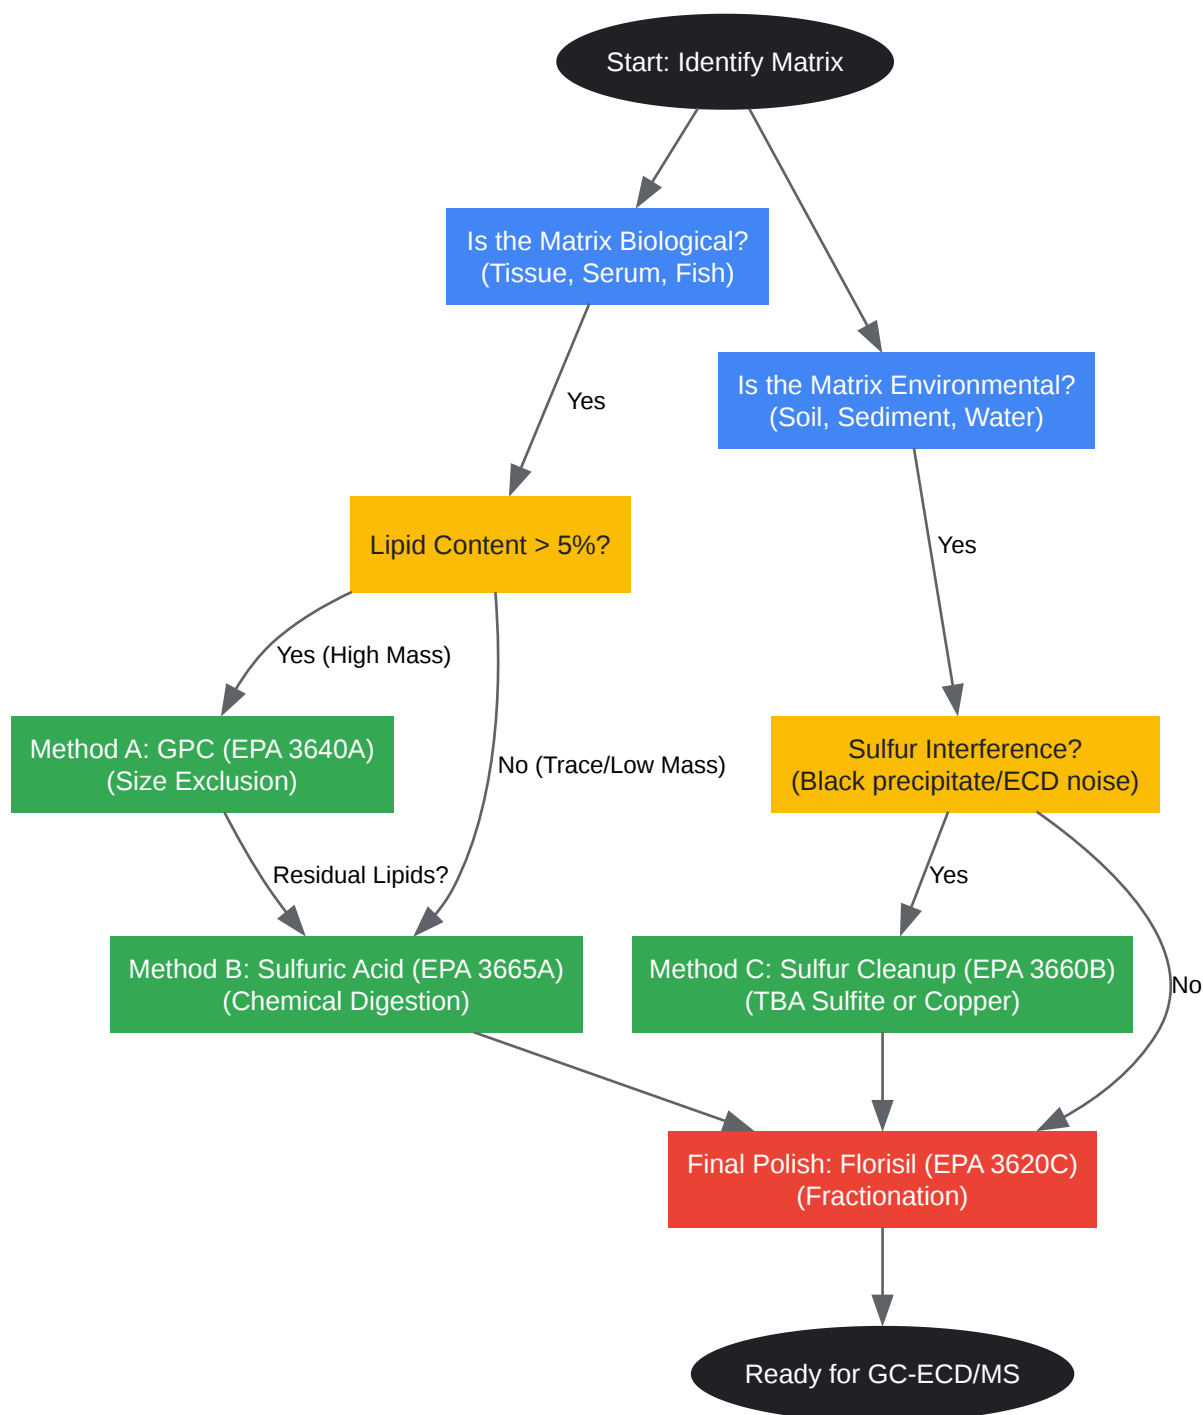 Start: Identify Matrix
Is the Matrix Biological?
(Tissue, Serum, Fish)
Is the Matrix Environmental?
(Soil, Sediment, Water)
Yes
Lipid Content > 5%?
Yes
Yes (High Mass)
Method A: GPC (EPA 3640A)
(Size Exclusion)
No (Trace/Low Mass)
Sulfur Interference?
(Black precipitate/ECD noise)
Residual Lipids?
Yes
Method B: Sulfuric Acid (EPA 3665A)
(Chemical Digestion)
Method C: Sulfur Cleanup (EPA 3660B)
(TBA Sulfite or Copper)
No
Final Polish: Florisil (EPA 3620C)
(Fractionation)
Ready for GC-ECD/MS